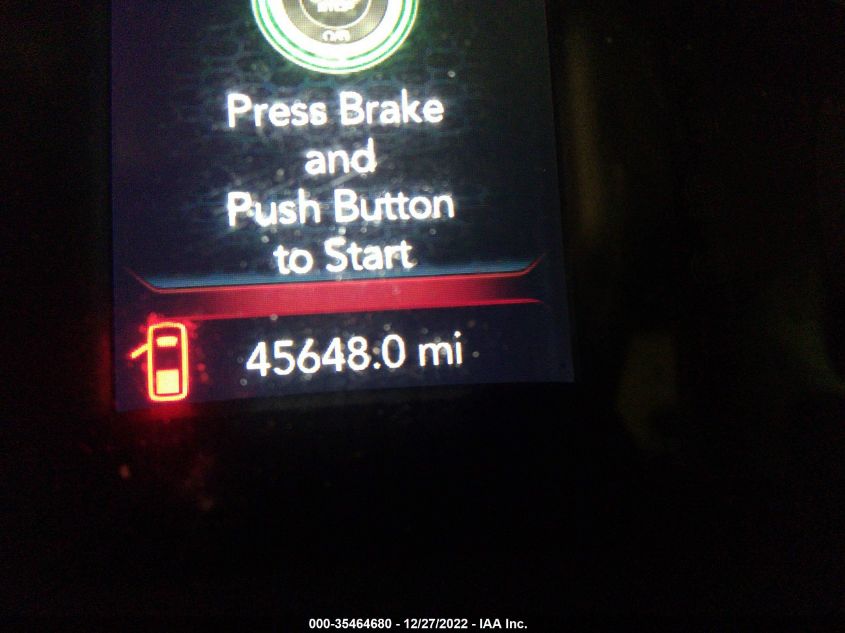 Press Brake
and
Push Button
to Start
45648.0 mi
000-35464680 - 12/27/2022 - IAA Inc.